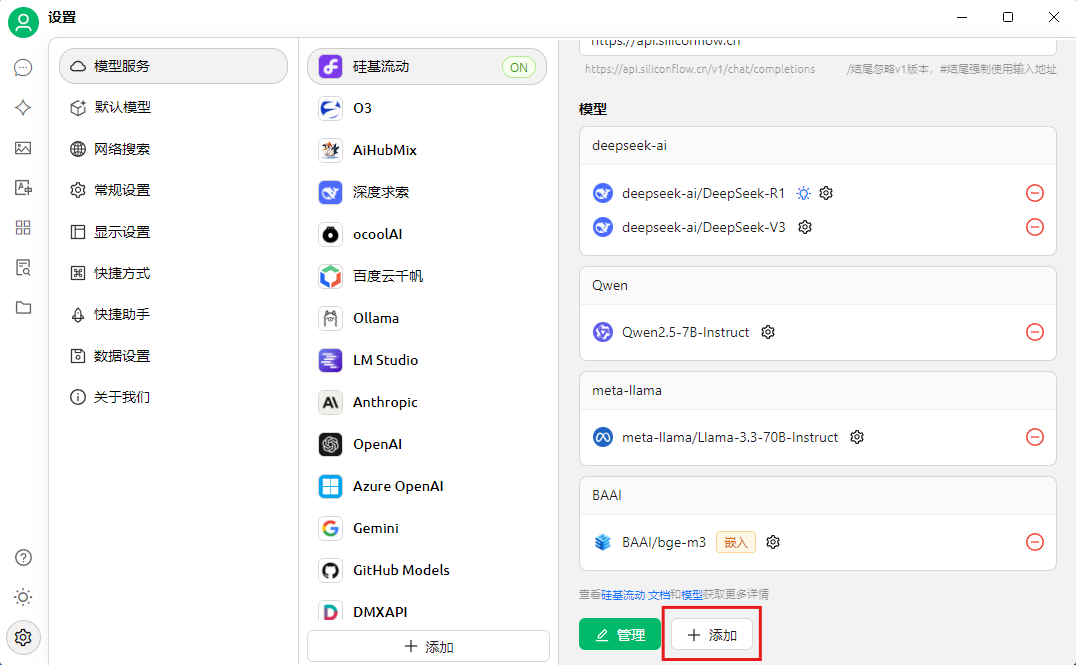 设置
模型服务
默认模型
网络搜索
常规设置
显示设置
快捷方式
快捷助手
数据设置
关于我们
硅基流动 ON
O3
AiHubMix
深度求索
ocoolAI
百度云千帆
Ollama
LM Studio
Anthropic
OpenAI
Azure OpenAI
Gemini
GitHub Models
DMXAPI
添加
https://api.siliconflow.cn
https://api.siliconflow.cn/v1/chat/completions /结尾忽略v1版本，#结尾强制使用输入地址
模型
deepseek-ai
deepseek-ai/DeepSeek-R1
deepseek-ai/DeepSeek-V3
Qwen
Qwen2.5-7B-Instruct
meta-llama
meta-llama/Llama-3.3-70B-Instruct
BAAI
BAAI/bge-m3 嵌入
查看硅基流动 文档和模型获取更多详情
管理 添加